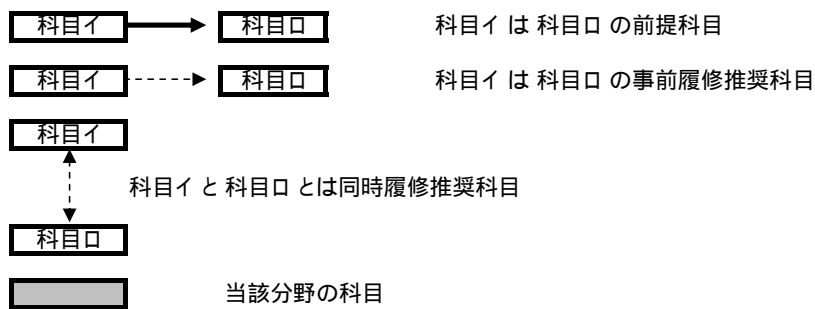 科目イ 科目ロ 科目イ は 科目ロ の前提科目
科目イ 科目ロ 科目イ は 科目ロ の事前履修推奨科目
科目イ
科目イ と 科目ロ とは同時履修推奨科目
科目ロ
当該分野の科目